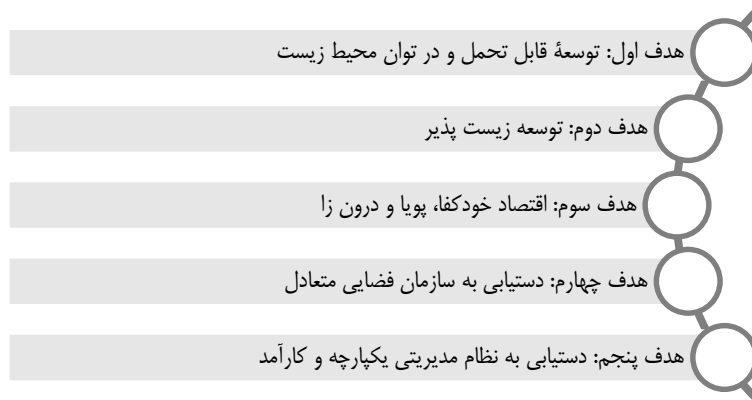 هدف اول: توسعهٔ قابل تحمل و در توان محیط زیست
هدف دوم: توسعه زیست پذیر
هدف سوم: اقتصاد خودکفا، پویا و درون زا
هدف چهارم: دستیابی به سازمان فضایی متعادل
هدف پنجم: دستیابی به نظام مدیریتی یکپارچه و کارآمد